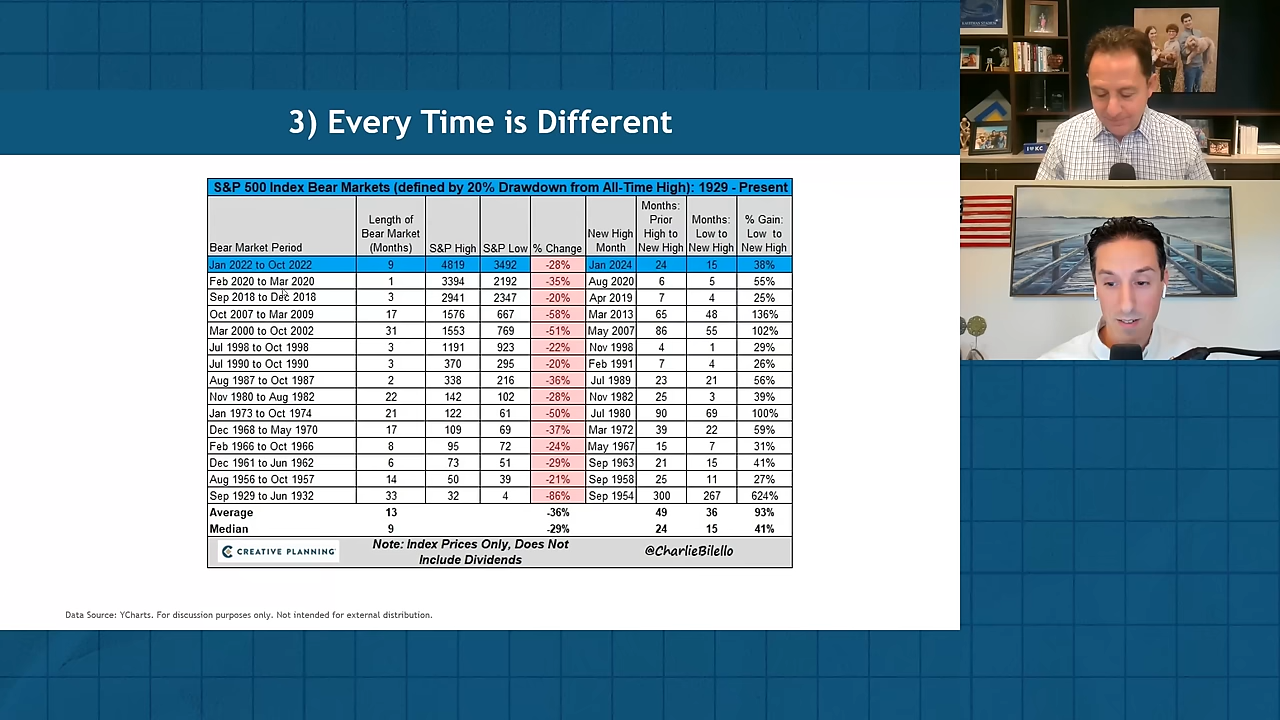 3) Every Time is Different
S&P 500 Index Bear Markets (defined by 20% Drawdown from All-Time High): 1929 - Present
Bear Market Period Length of Bear Market (Months) S&P High S&P Low % Change New High Month Months: Prior High to New High Months: Low to New High % Gain: Low to New High
Jan 2022 to Oct 2022 9 4819 3492 -28% Jan 2024 24 15 38%
Feb 2020 to Mar 2020 1 3394 2192 -35% Aug 2020 6 5 55%
Sep 2018 to Dec 2018 3 2941 2347 -20% Apr 2019 7 4 25%
Oct 2007 to Mar 2009 17 1576 667 -58% Mar 2013 65 48 136%
Mar 2000 to Oct 2002 31 1553 769 -51% May 2007 86 55 102%
Jul 1998 to Oct 1998 3 1191 923 -22% Nov 1998 4 1 29%
Jul 1990 to Oct 1990 3 370 295 -20% Feb 1991 7 4 26%
Aug 1987 to Oct 1987 2 338 216 -36% Jul 1989 23 21 56%
Nov 1980 to Aug 1982 22 142 102 -28% Nov 1982 25 3 39%
Jan 1973 to Oct 1974 21 122 61 -50% Jul 1980 90 69 100%
Dec 1968 to May 1970 17 109 69 -37% Mar 1972 39 22 59%
Feb 1966 to Oct 1966 8 95 72 -24% May 1967 15 7 31%
Dec 1961 to Jun 1962 6 73 51 -29% Sep 1963 21 15 41%
Aug 1956 to Oct 1957 14 50 39 -21% Sep 1958 25 11 27%
Sep 1929 to Jun 1932 33 32 4 -86% Sep 1954 300 267 624%
Average 13 -36% 49 36 93%
Median 9 -29% 24 15 41%
CREATIVE PLANNING
Note: Index Prices Only, Does Not
Include Dividends
@CharlieBilello
Data Source: YCharts. For discussion purposes only. Not intended for external distribution.
I ♥ KC